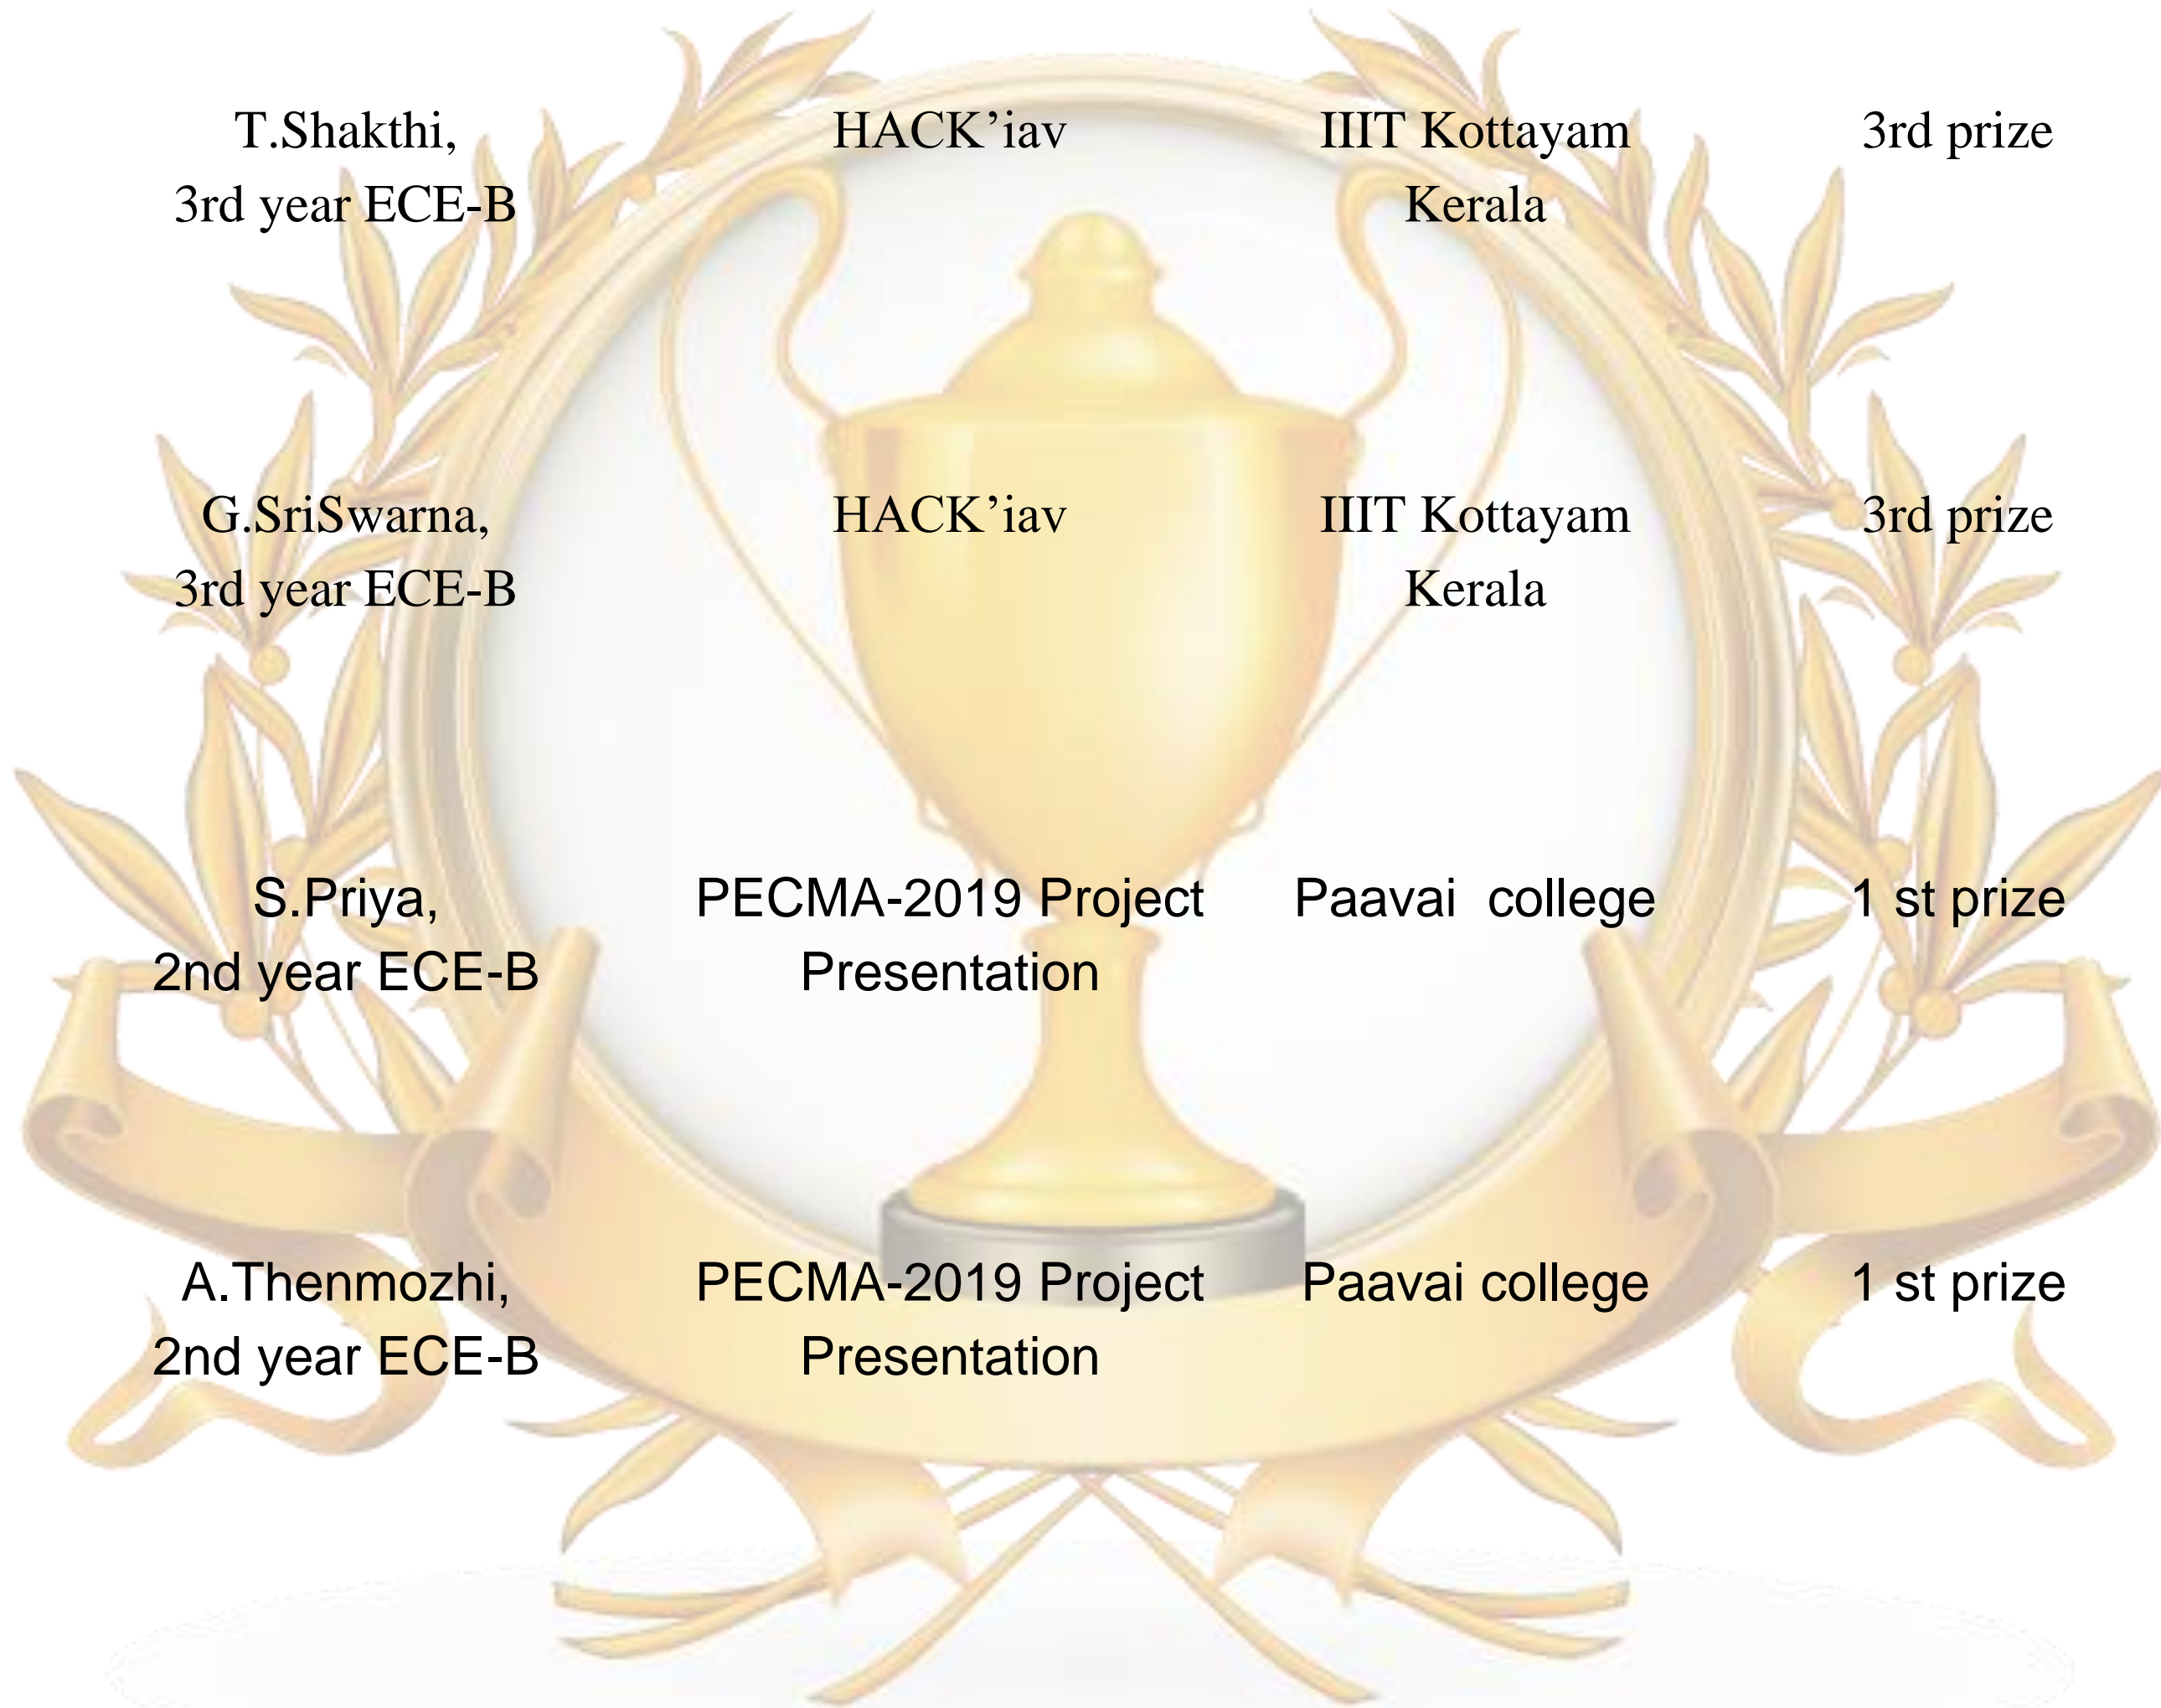 T.Shakthi, HACK’iav IIIT Kottayam 3rd prize
3rd year ECE-B Kerala
G.SriSwarna, HACK’iav IIIT Kottayam 3rd prize
3rd year ECE-B Kerala
S.Priya, PECMA-2019 Project Paavai college 1 st prize
2nd year ECE-B Presentation
A.Thenmozhi, PECMA-2019 Project Paavai college 1 st prize
2nd year ECE-B Presentation